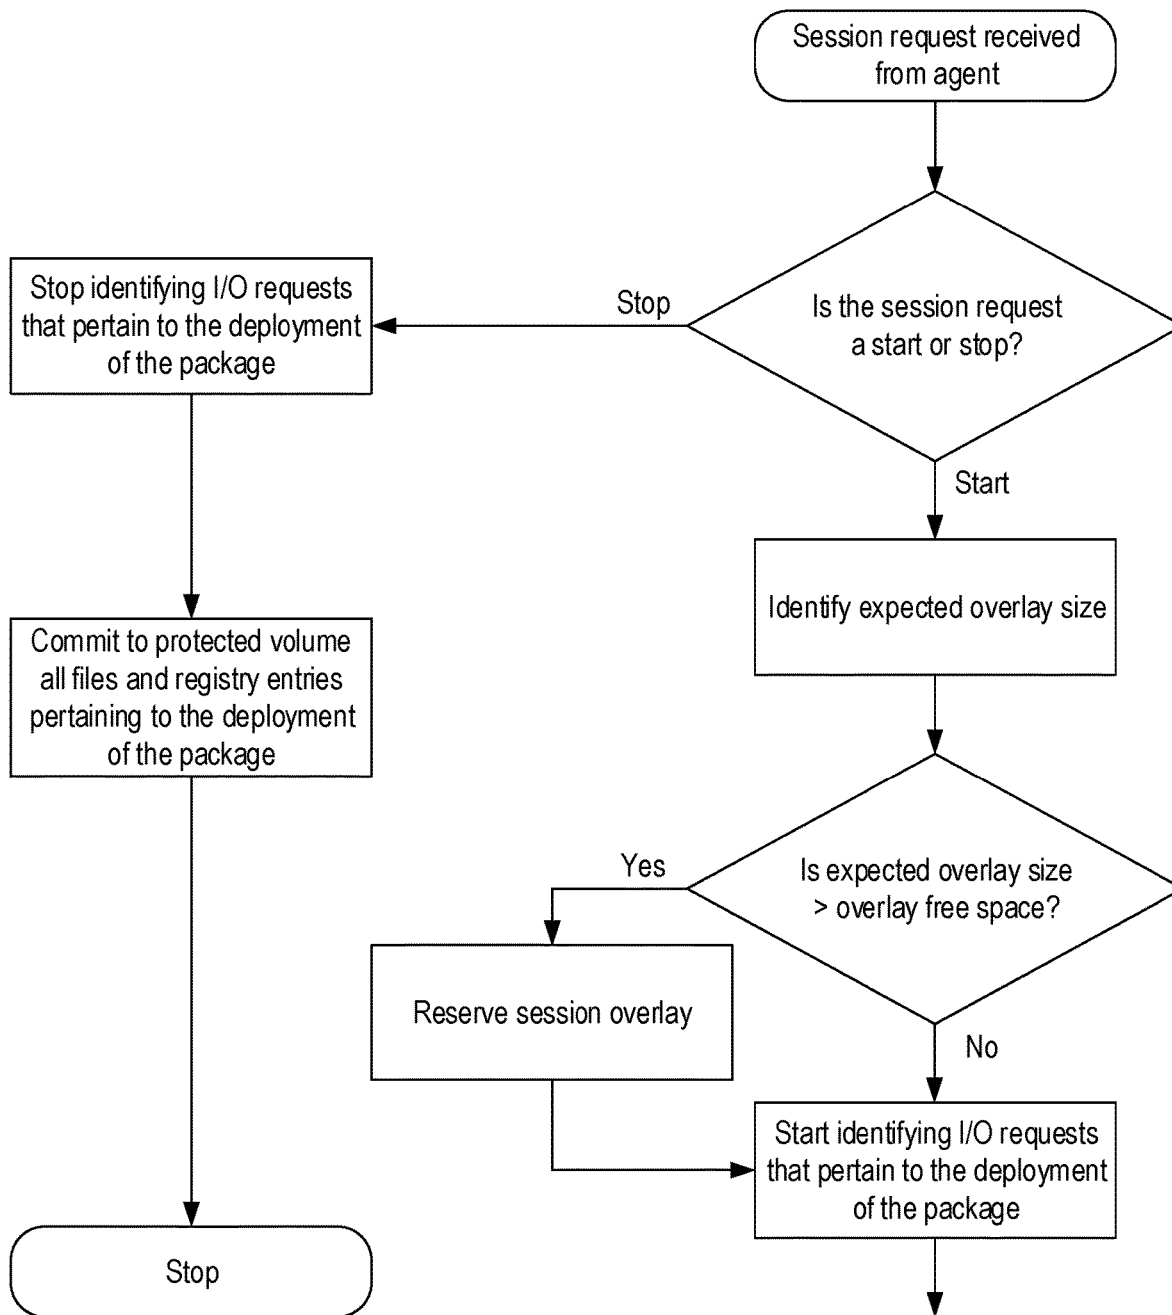 Session request received
from agent
Is the session request
a start or stop?
Stop
Stop identifying I/O requests
that pertain to the deployment
of the package
Commit to protected volume
all files and registry entries
pertaining to the deployment
of the package
Stop
Start
Identify expected overlay size
Is expected overlay size
> overlay free space?
Yes
Reserve session overlay
No
Start identifying I/O requests
that pertain to the deployment
of the package